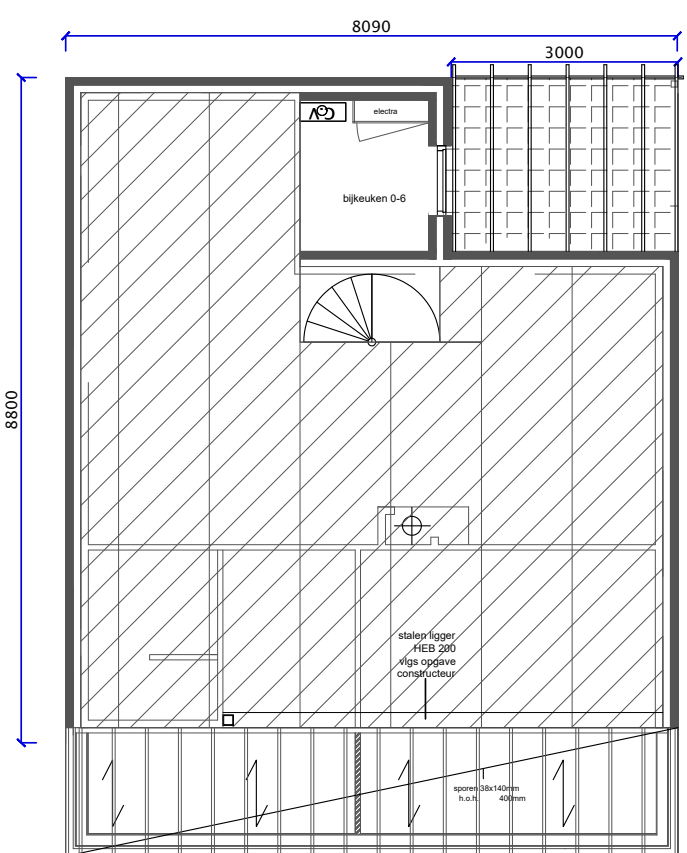 8090
3000
electra
bijkeuken 0-6
8800
stalen ligger
HEB 200
vlgs opgave
constructeur
sporen 38x140mm
h.o.h. 400mm